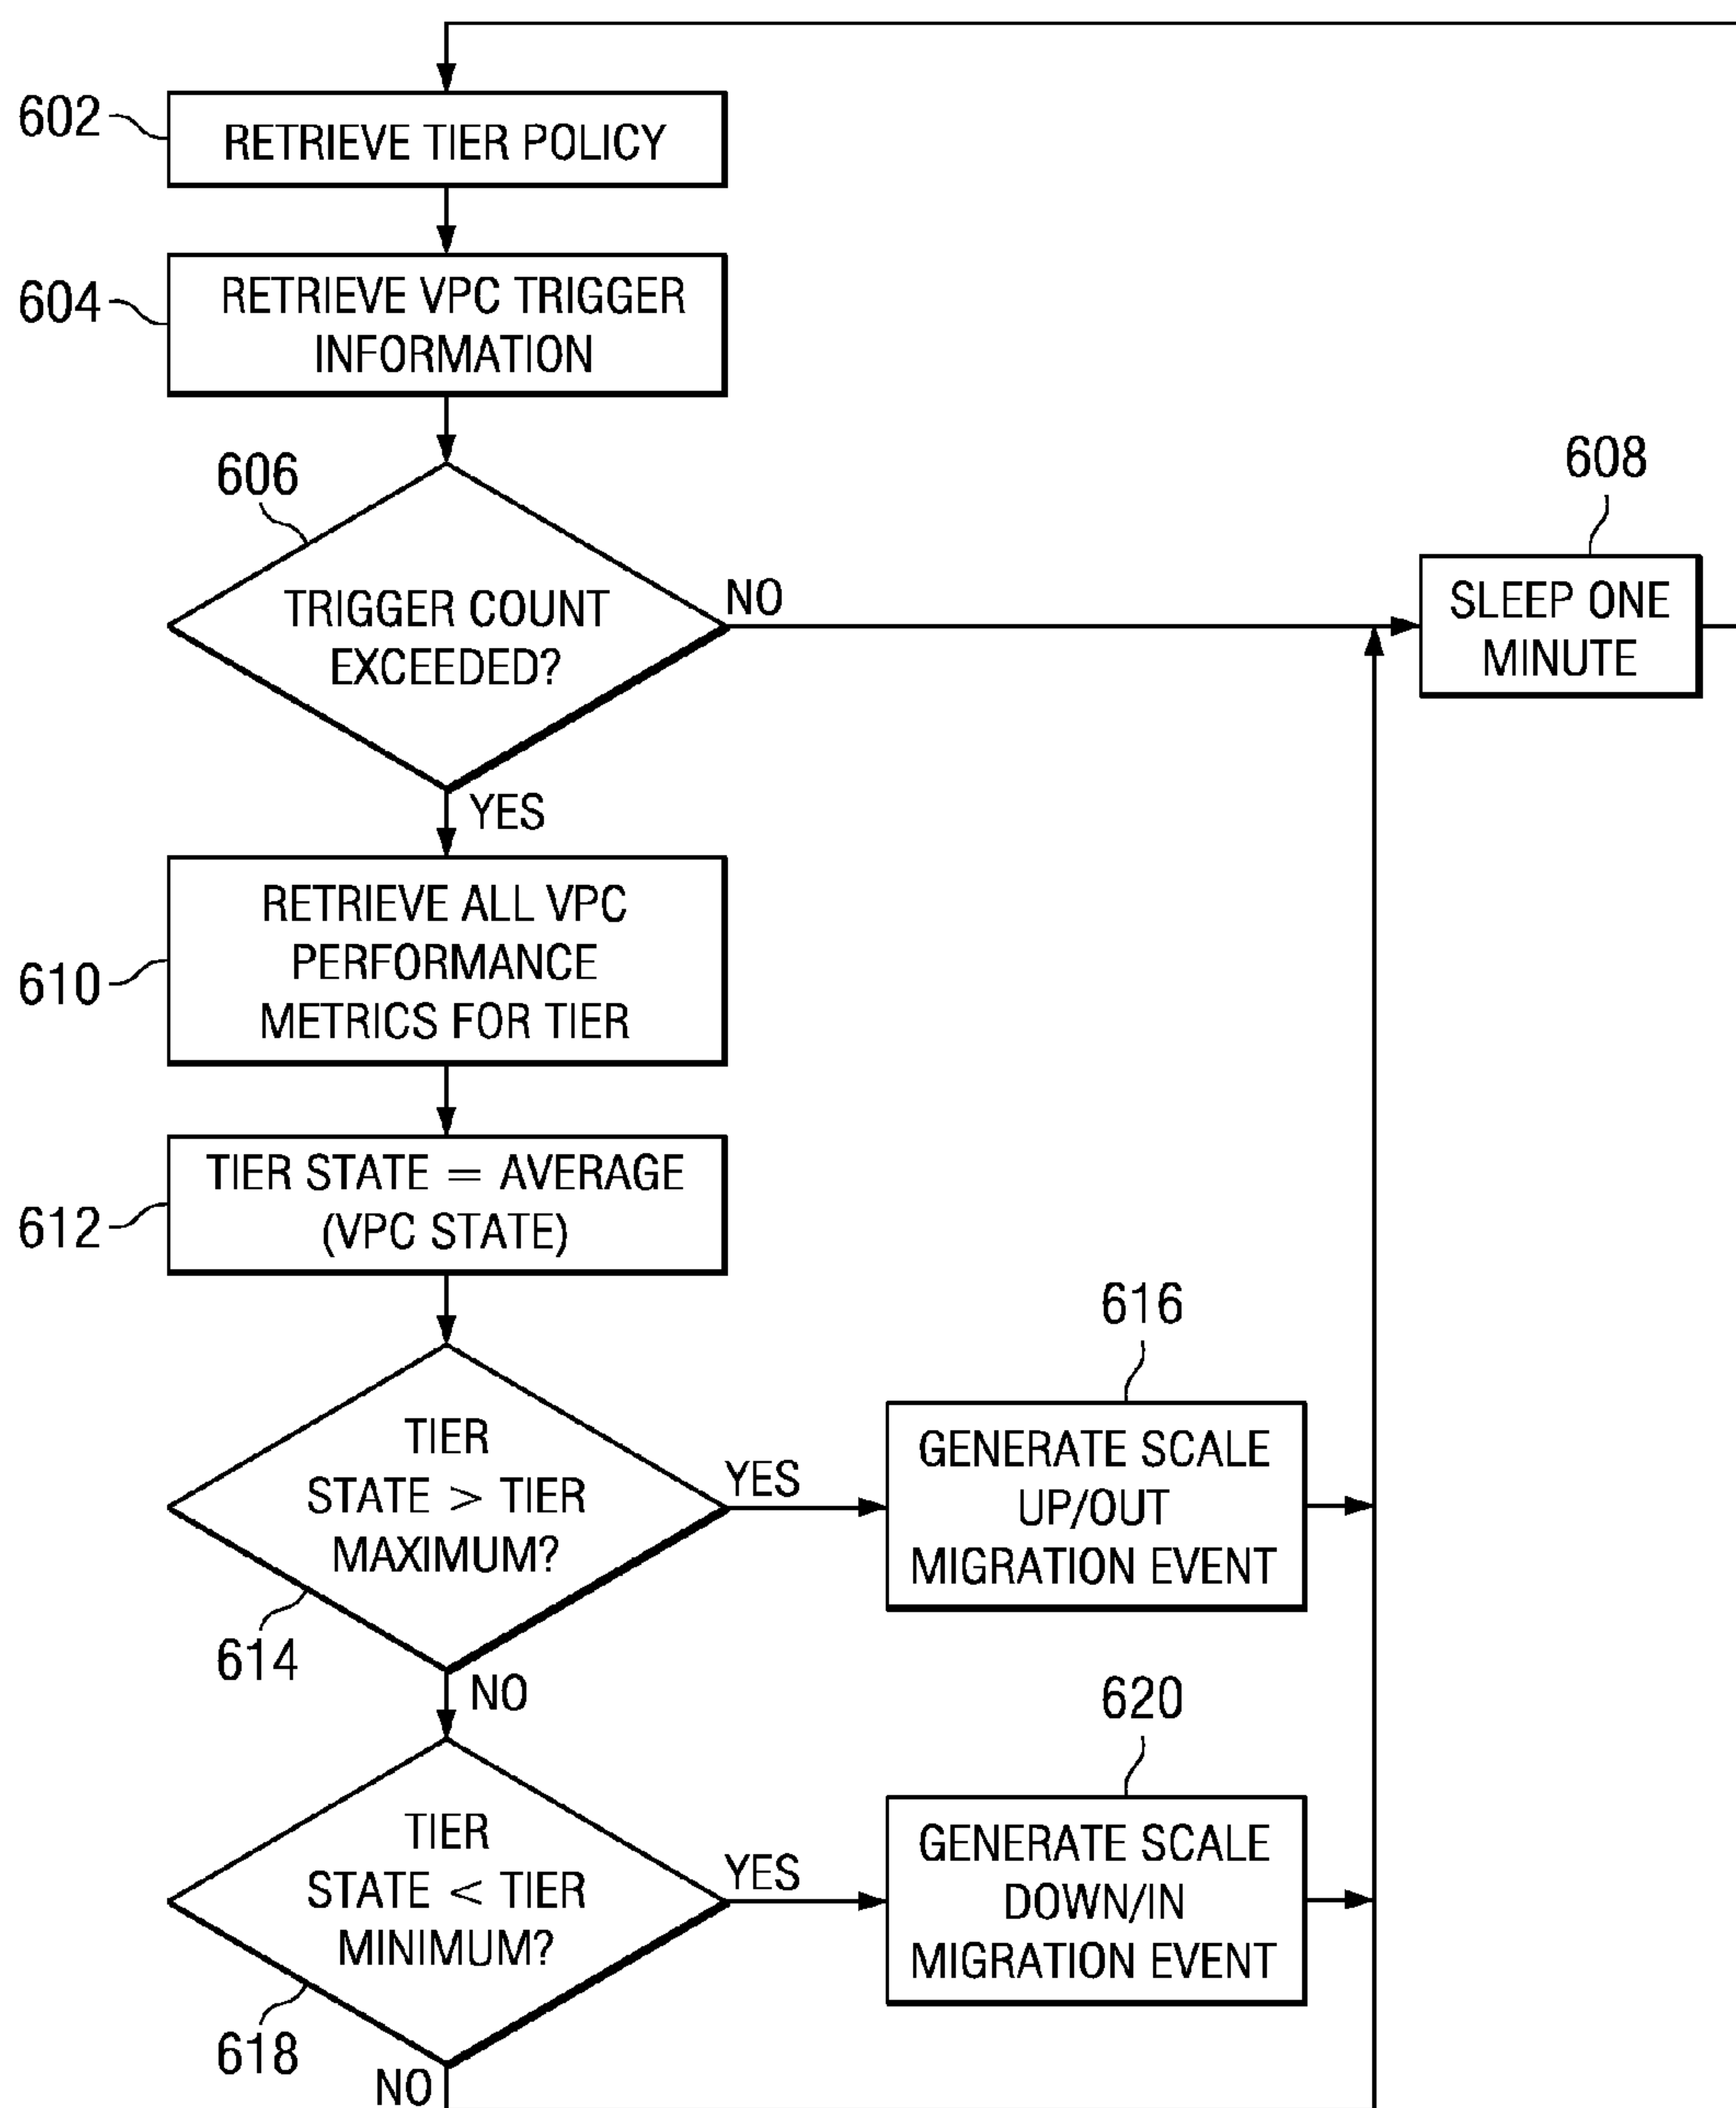 602
RETRIEVE TIER POLICY
604
RETRIEVE VPC TRIGGER
INFORMATION
606
TRIGGER COUNT
EXCEEDED?
NO
608
SLEEP ONE
MINUTE
YES
610
RETRIEVE ALL VPC
PERFORMANCE
METRICS FOR TIER
612
TIER STATE = AVERAGE
(VPC STATE)
614
TIER
STATE > TIER
MAXIMUM?
YES
616
GENERATE SCALE
UP/OUT
MIGRATION EVENT
NO
618
TIER
STATE < TIER
MINIMUM?
YES
620
GENERATE SCALE
DOWN/IN
MIGRATION EVENT
NO